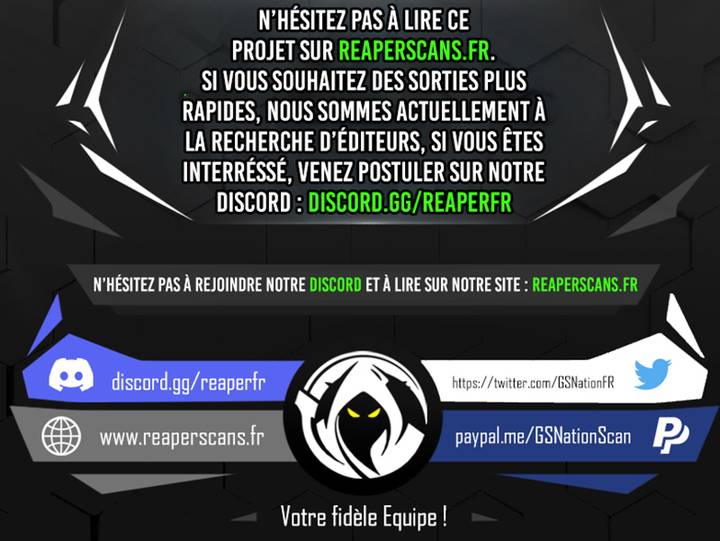 N'HÉSITEZ PAS À LIRE CE
PROJET SUR REAPERSCANS.FR.
SI VOUS SOUHAITEZ DES SORTIES PLUS
RAPIDES, NOUS SOMMES ACTUELLEMENT À
LA RECHERCHE D'ÉDITEURS, SI VOUS ÊTES
INTERRÉSSÉ, VENEZ POSTULER SUR NOTRE
DISCORD : DISCORD.GG/REAPERFR
N'HÉSITEZ PAS À REJOINDRE NOTRE DISCORD ET À LIRE SUR NOTRE SITE : REAPERSCANS.FR
discord.gg/reaperfr
https://twitter.com/GSNationFR
www.reaperscans.fr
paypal.me/GSNationScan
Votre fidèle Equipe !